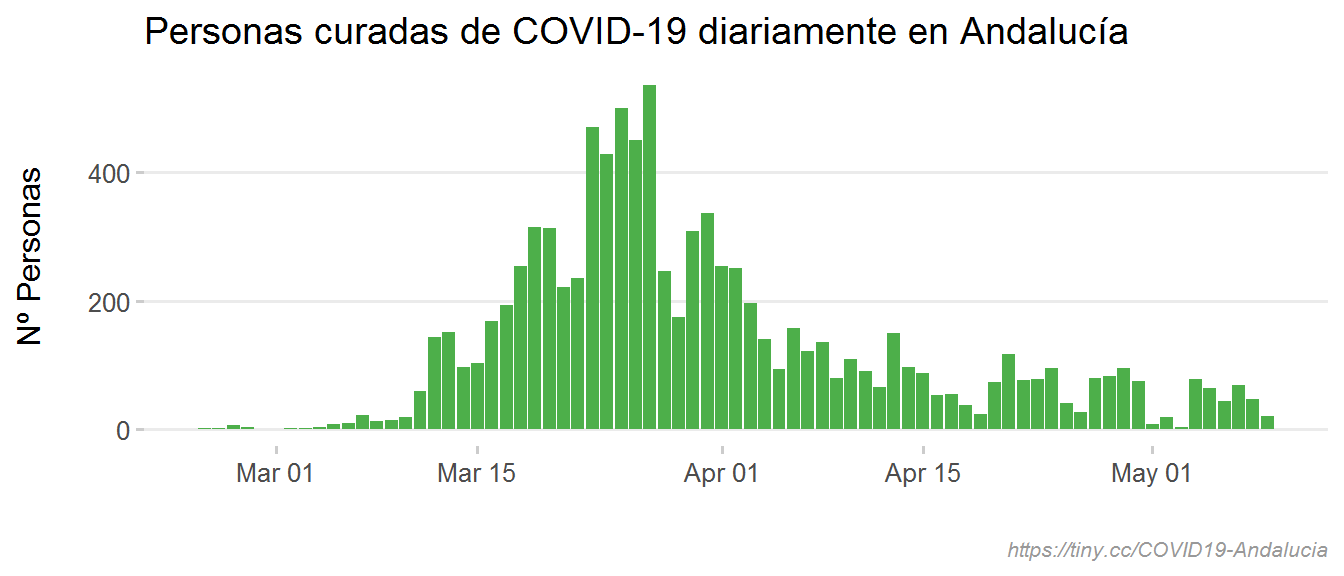 Personas curadas de COVID-19 diariamente en Andalucía
Nº Personas
400
200
0
Mar 01
Mar 15
Apr 01
Apr 15
May 01
https://tiny.cc/COVID19-Andalucia